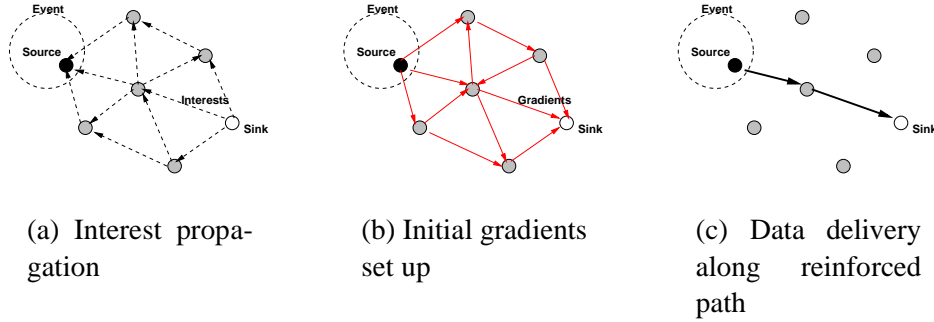 Event
Source
Interests
Sink
Event
Source
Gradients
Sink
Event
Source
Sink
(a) Interest propa-
gation
(b) Initial gradients
set up
(c) Data delivery
along reinforced
path